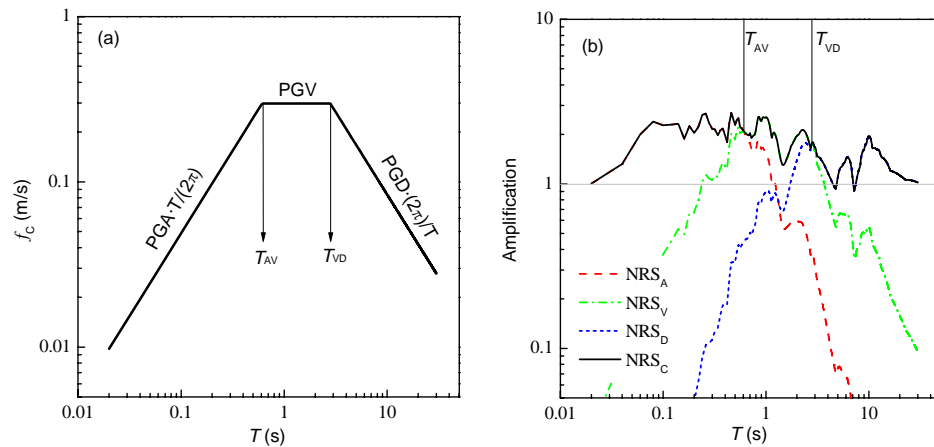 (a)
1
0.1
0.01
f_C (m/s)
PGA·T/(2π)
PGV
PGD·(2π)/T
T_AV
T_VD
0.01
0.1
1
10
T (s)
(b)
10
1
0.1
Amplification
T_AV
T_VD
NRS_A
NRS_V
NRS_D
NRS_C
0.01
0.1
1
10
T (s)